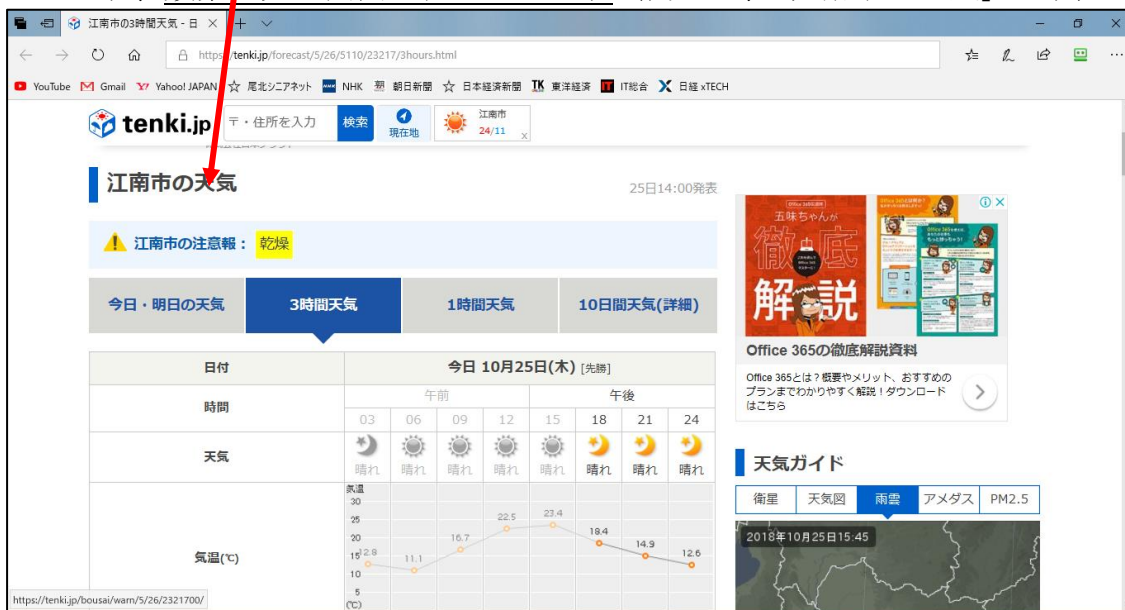 江南市の3時間天気 - 日
https://tenki.jp/forecast/5/26/5110/23217/3hours.html
YouTube Gmail Yahoo! JAPAN 尾北シニアネット NHK 朝日新聞 日本経済新聞 東洋経済 IT総合 日経 xTECH
tenki.jp 〒・住所を入力 検索 現在地 江南市 24/11 x
江南市の天気
25日14:00発表
江南市の注意報： 乾燥
今日・明日の天気 3時間天気 1時間天気 10日間天気(詳細)
日付 今日 10月25日(木) [先勝]
時間 午前 午後
03 06 09 12 15 18 21 24
天気 晴れ 晴れ 晴れ 晴れ 晴れ 晴れ 晴れ 晴れ
気温(℃)
気温
30
25
20
15
10
5
(℃)
12.8 11.1 16.7 22.5 23.4 18.4 14.9 12.6
五味ちゃんが
徹底
解説
Office 365の徹底解説資料
Office 365とは？概要やメリット、おすすめの
プランまでわかりやすく解説！ダウンロード
はこちら
天気ガイド
衛星 天気図 雨雲 アメダス PM2.5
2018年10月25日15:45
https://tenki.jp/bousai/warn/5/26/2321700/